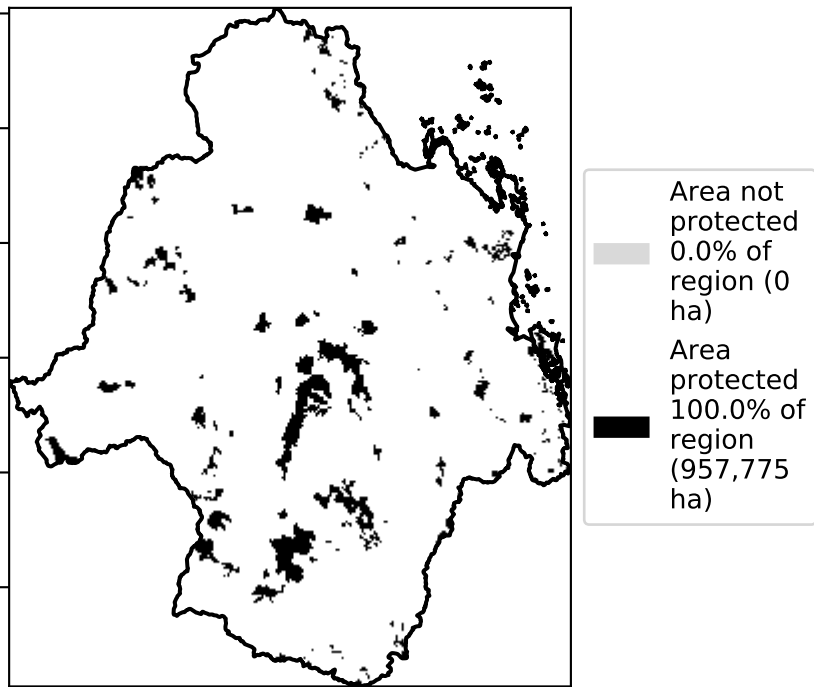 Area not
protected
0.0% of
region (0
ha)
Area
protected
100.0% of
region
(957,775
ha)